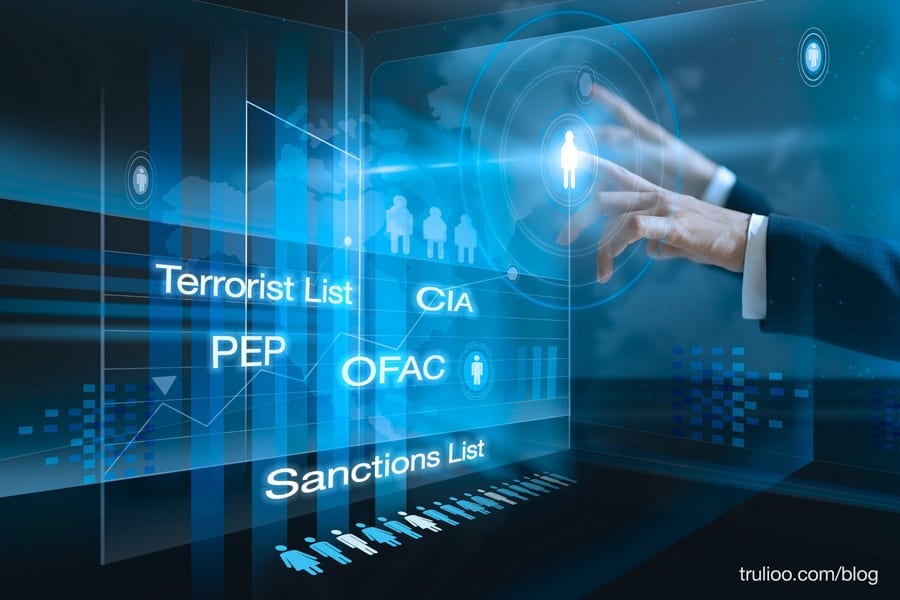 Terrorist List
CIA
PEP
OFAC
Sanctions List
trulioo.com/blog